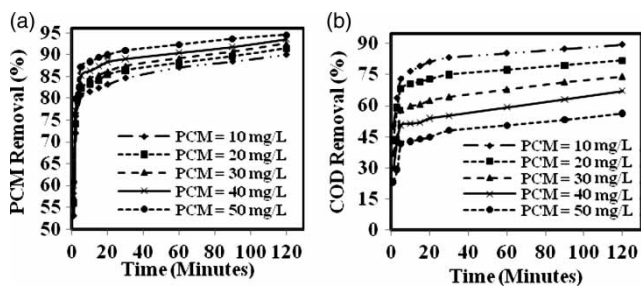 (a)
PCM Removal (%)
95
90
85
80
75
70
65
60
55
50
PCM = 10 mg/L
PCM = 20 mg/L
PCM = 30 mg/L
PCM = 40 mg/L
PCM = 50 mg/L
0 20 40 60 80 100 120
Time (Minutes)
(b)
COD Removal (%)
90
75
60
45
30
15
0
PCM = 10 mg/L
PCM = 20 mg/L
PCM = 30 mg/L
PCM = 40 mg/L
PCM = 50 mg/L
0 20 40 60 80 100 120
Time (Minutes)